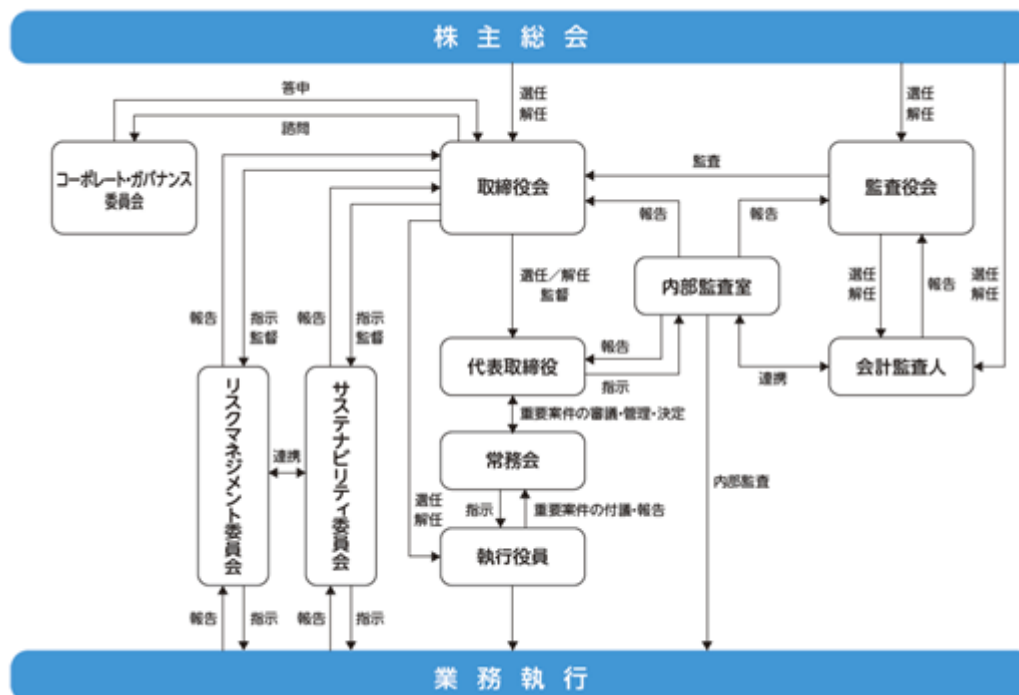 株主総会
答申
諮問
選任
解任
選任
解任
コーポレート・ガバナンス
委員会
取締役会
監査
監査役会
報告
報告
内部監査室
選任／解任
監督
選任
解任
報告
選任
解任
報告
指示
監督
報告
指示
監督
代表取締役
報告
指示
連携
会計監査人
重要案件の審議・管理・決定
リスクマネジメント委員会
連携
サステナビリティ委員会
常務会
内部監査
選任
解任
指示
重要案件の付議・報告
執行役員
報告
指示
報告
指示
業務執行